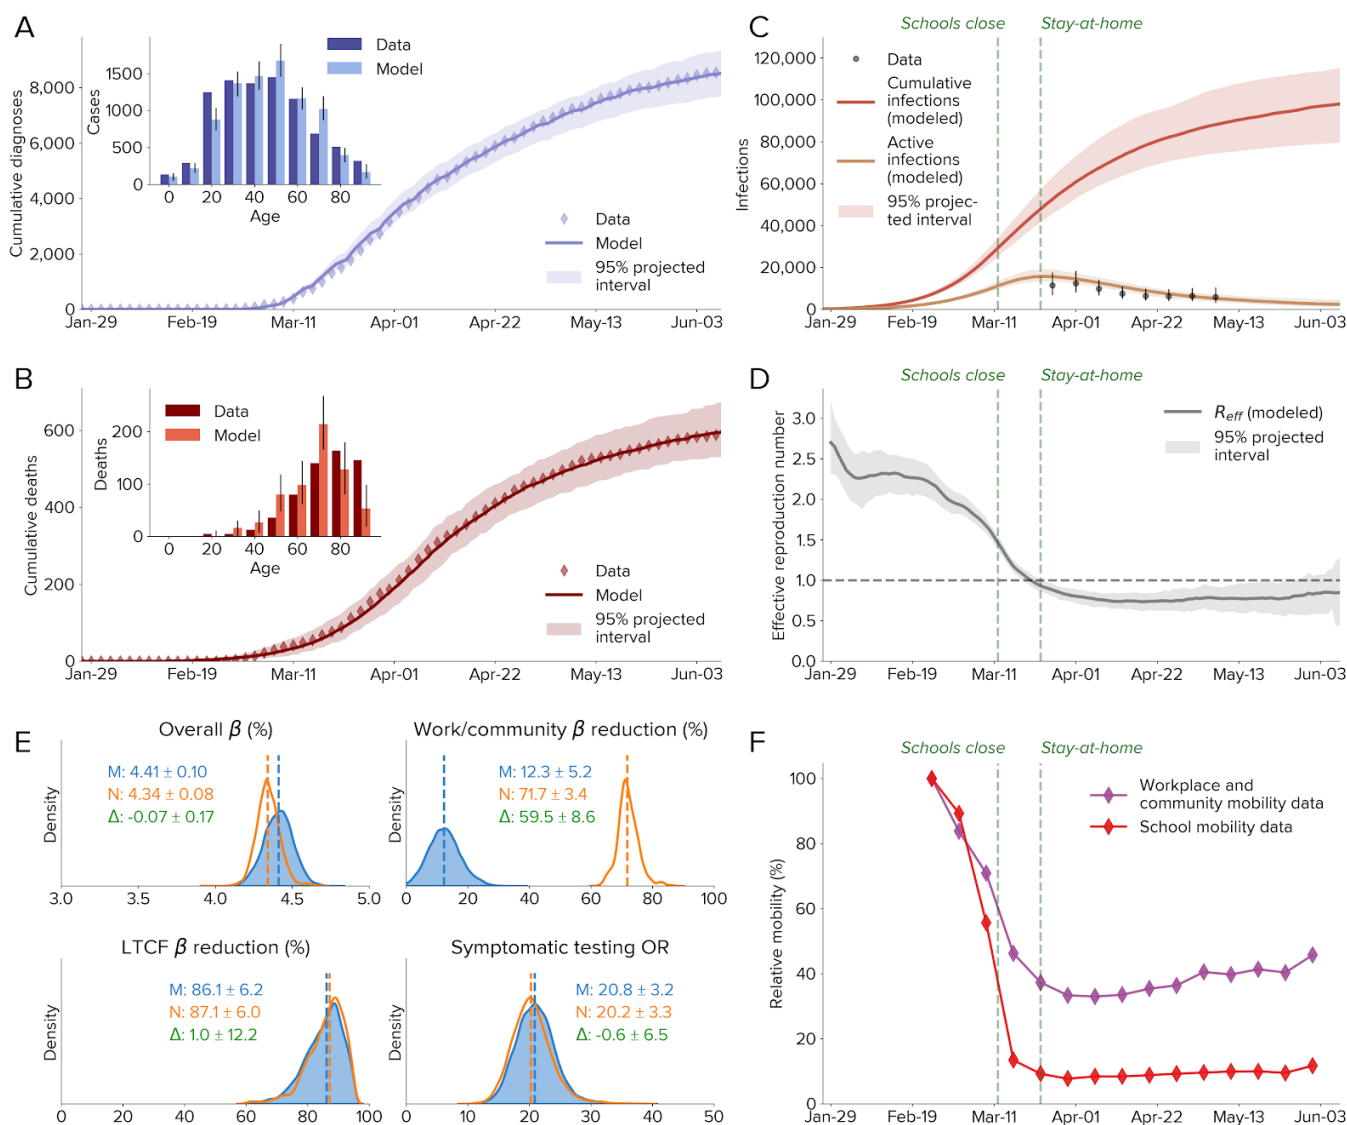 A
Cumulative diagnoses
8,000
6,000
4,000
2,000
0
Jan-29
Feb-19
Mar-11
Apr-01
Apr-22
May-13
Jun-03
Cases
1500
1000
500
0
0
20
40
60
80
Age
Data
Model
Data
Model
95% projected
interval
B
Cumulative deaths
600
400
200
0
Jan-29
Feb-19
Mar-11
Apr-01
Apr-22
May-13
Jun-03
Deaths
200
100
0
0
20
40
60
80
Age
Data
Model
Data
Model
95% projected
interval
C
Schools close
Stay-at-home
Infections
120,000
100,000
80,000
60,000
40,000
20,000
0
Jan-29
Feb-19
Mar-11
Apr-01
Apr-22
May-13
Jun-03
Data
Cumulative
infections
(modeled)
Active
infections
(modeled)
95% projec-
ted interval
D
Schools close
Stay-at-home
Effective reproduction number
3.0
2.5
2.0
1.5
1.0
0.5
0.0
Jan-29
Feb-19
Mar-11
Apr-01
Apr-22
May-13
Jun-03
R_eff (modeled)
95% projected
interval
E
Overall β (%)
Density
M: 4.41 ± 0.10
N: 4.34 ± 0.08
Δ: -0.07 ± 0.17
3.0
3.5
4.0
4.5
5.0
Work/community β reduction (%)
Density
M: 12.3 ± 5.2
N: 71.7 ± 3.4
Δ: 59.5 ± 8.6
0
20
40
60
80
100
LTCF β reduction (%)
Density
M: 86.1 ± 6.2
N: 87.1 ± 6.0
Δ: 1.0 ± 12.2
0
20
40
60
80
100
Symptomatic testing OR
Density
M: 20.8 ± 3.2
N: 20.2 ± 3.3
Δ: -0.6 ± 6.5
0
10
20
30
40
50
F
Schools close
Stay-at-home
Relative mobility (%)
100
80
60
40
20
0
Jan-29
Feb-19
Mar-11
Apr-01
Apr-22
May-13
Jun-03
Workplace and
community mobility data
School mobility data